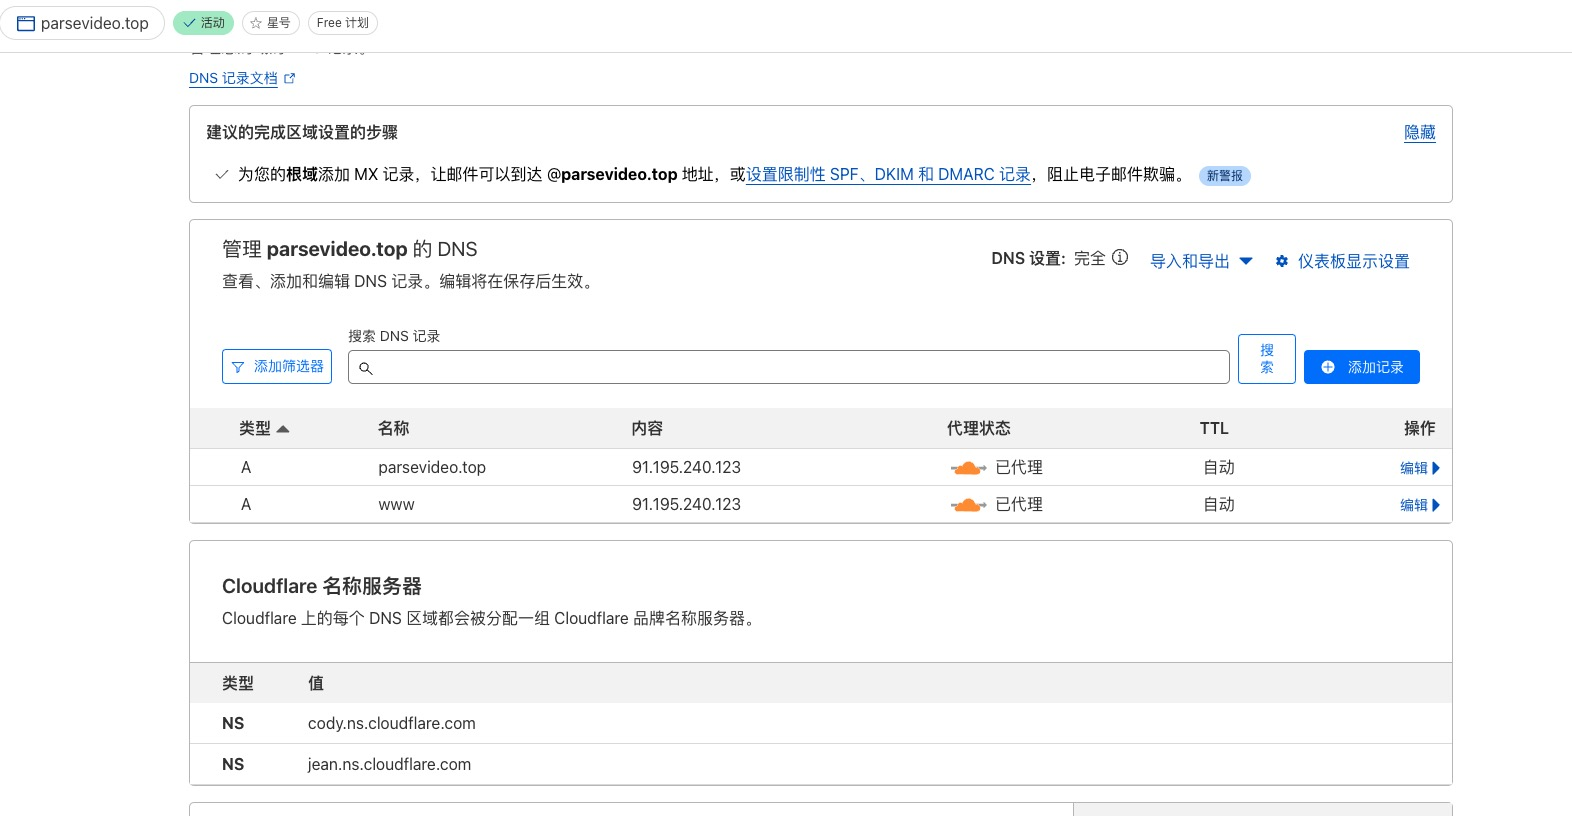 parsevideo.top 活动 星号 Free 计划
DNS 记录文档
建议的完成区域设置的步骤 隐藏
为您的根域添加 MX 记录，让邮件可以到达 @parsevideo.top 地址，或设置限制性 SPF、DKIM 和 DMARC 记录，阻止电子邮件欺骗。 新警报
管理 parsevideo.top 的 DNS
DNS 设置: 完全 导入和导出 仪表板显示设置
查看、添加和编辑 DNS 记录。编辑将在保存后生效。
搜索 DNS 记录
添加筛选器 搜索 添加记录
类型 名称 内容 代理状态 TTL 操作
A parsevideo.top 91.195.240.123 已代理 自动 编辑
A www 91.195.240.123 已代理 自动 编辑
Cloudflare 名称服务器
Cloudflare 上的每个 DNS 区域都会被分配一组 Cloudflare 品牌名称服务器。
类型 值
NS cody.ns.cloudflare.com
NS jean.ns.cloudflare.com